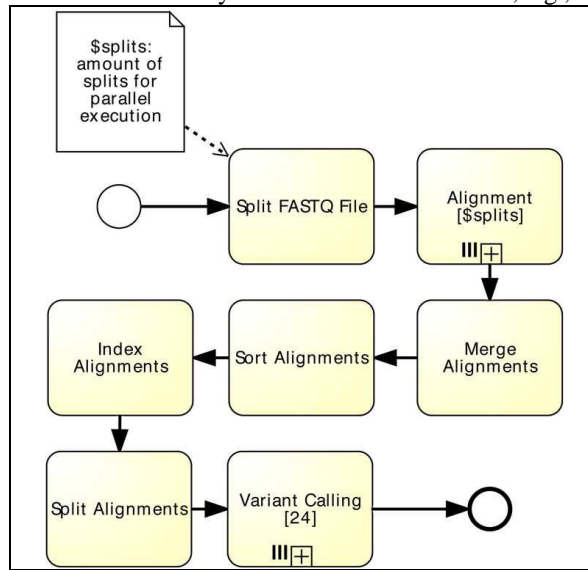 $splits:
amount of
splits for
parallel
execution
Split FASTQ File
Alignment
[$splits]
Index
Alignments
Sort Alignments
Merge
Alignments
Split Alignments
Variant Calling
[24]